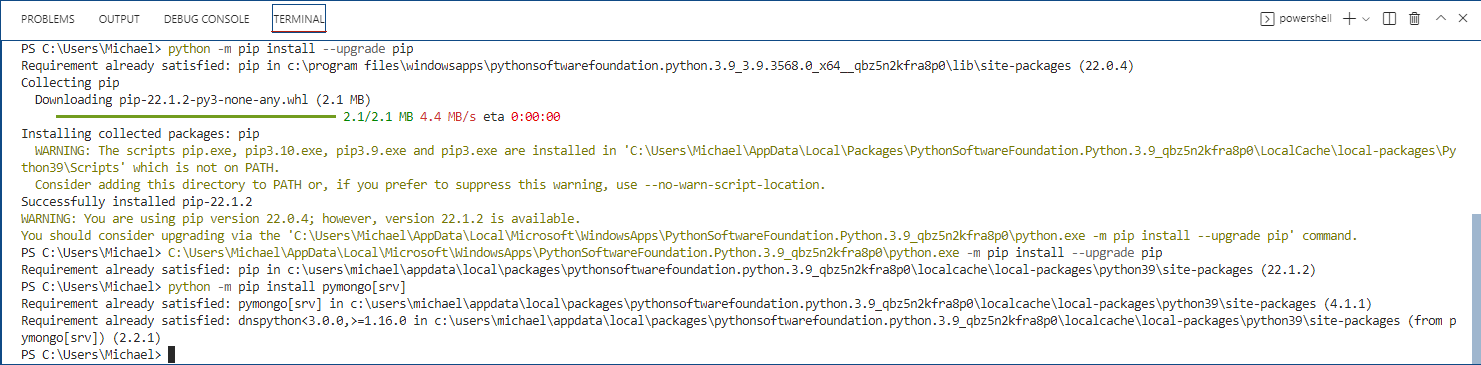 PROBLEMS OUTPUT DEBUG CONSOLE TERMINAL powershell
PS C:\Users\Michael> python -m pip install --upgrade pip
Requirement already satisfied: pip in c:\program files\windowsapps\pythonsoftwarefoundation.python.3.9_3.9.3568.0_x64__qbz5n2kfra8p0\lib\site-packages (22.0.4)
Collecting pip
  Downloading pip-22.1.2-py3-none-any.whl (2.1 MB)
2.1/2.1 MB 4.4 MB/s eta 0:00:00
Installing collected packages: pip
  WARNING: The scripts pip.exe, pip3.10.exe, pip3.9.exe and pip3.exe are installed in 'C:\Users\Michael\AppData\Local\Packages\PythonSoftwareFoundation.Python.3.9_qbz5n2kfra8p0\LocalCache\local-packages\Py
thon39\Scripts' which is not on PATH.
  Consider adding this directory to PATH or, if you prefer to suppress this warning, use --no-warn-script-location.
Successfully installed pip-22.1.2
WARNING: You are using pip version 22.0.4; however, version 22.1.2 is available.
You should consider upgrading via the 'C:\Users\Michael\AppData\Local\Microsoft\WindowsApps\PythonSoftwareFoundation.Python.3.9_qbz5n2kfra8p0\python.exe -m pip install --upgrade pip' command.
PS C:\Users\Michael> C:\Users\Michael\AppData\Local\Microsoft\WindowsApps\PythonSoftwareFoundation.Python.3.9_qbz5n2kfra8p0\python.exe -m pip install --upgrade pip
Requirement already satisfied: pip in c:\users\michael\appdata\local\packages\pythonsoftwarefoundation.python.3.9_qbz5n2kfra8p0\localcache\local-packages\python39\site-packages (22.1.2)
PS C:\Users\Michael> python -m pip install pymongo[srv]
Requirement already satisfied: pymongo[srv] in c:\users\michael\appdata\local\packages\pythonsoftwarefoundation.python.3.9_qbz5n2kfra8p0\localcache\local-packages\python39\site-packages (4.1.1)
Requirement already satisfied: dnspython<3.0.0,>=1.16.0 in c:\users\michael\appdata\local\packages\pythonsoftwarefoundation.python.3.9_qbz5n2kfra8p0\localcache\local-packages\python39\site-packages (from p
ymongo[srv]) (2.2.1)
PS C:\Users\Michael>